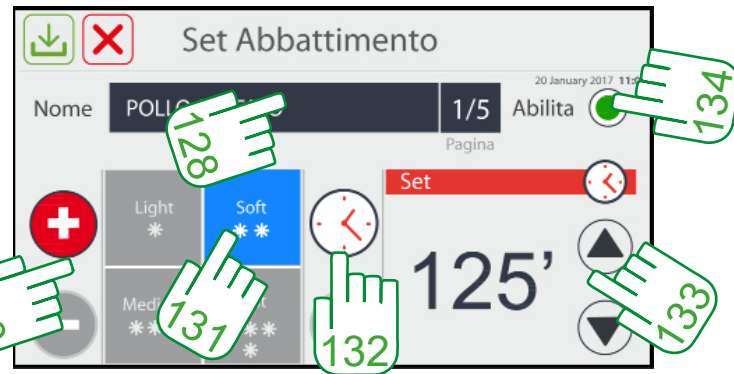 Set Abbattimento
20 January 2017
Nome
1/5
Abilita
134
128
Pagina
Set
Light
Soft
125'
131
132
133